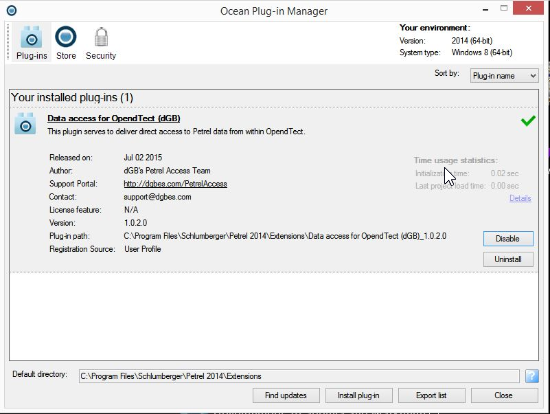 Ocean Plug-in Manager
Plug-ins
Store
Security
Your environment:
Version: 2014 (64-bit)
System type: Windows 8 (64-bit)
Sort by: Plug-in name
Your installed plug-ins (1)
Data access for OpendTect (dGB)
This plugin serves to deliver direct access to Petrel data from within OpendTect.
Released on: Jul 02 2015
Author: dGB's Petrel Access Team
Support Portal: http://dgbes.com/PetrelAccess
Contact: support@dgbes.com
License feature: N/A
Version: 1.0.2.0
Plug-in path: C:\Program Files\Schlumberger\Petrel 2014\Extensions\Data access for OpendTect (dGB)_1.0.2.0
Registration Source: User Profile
Time usage statistics:
time: 0.02 sec
Last project load time: 0.00 sec
Details
Disable
Uninstall
Default directory: C:\Program Files\Schlumberger\Petrel 2014\Extensions
?
Find updates
Install plug-in
Export list
Close